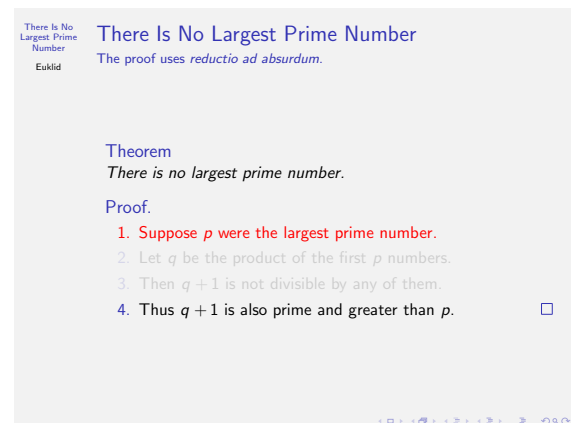 There Is No
Largest Prime
Number
Euklid
There Is No Largest Prime Number
The proof uses reductio ad absurdum.
Theorem
There is no largest prime number.
Proof.
1. Suppose p were the largest prime number.
2. Let q be the product of the first p numbers.
3. Then q + 1 is not divisible by any of them.
4. Thus q + 1 is also prime and greater than p.